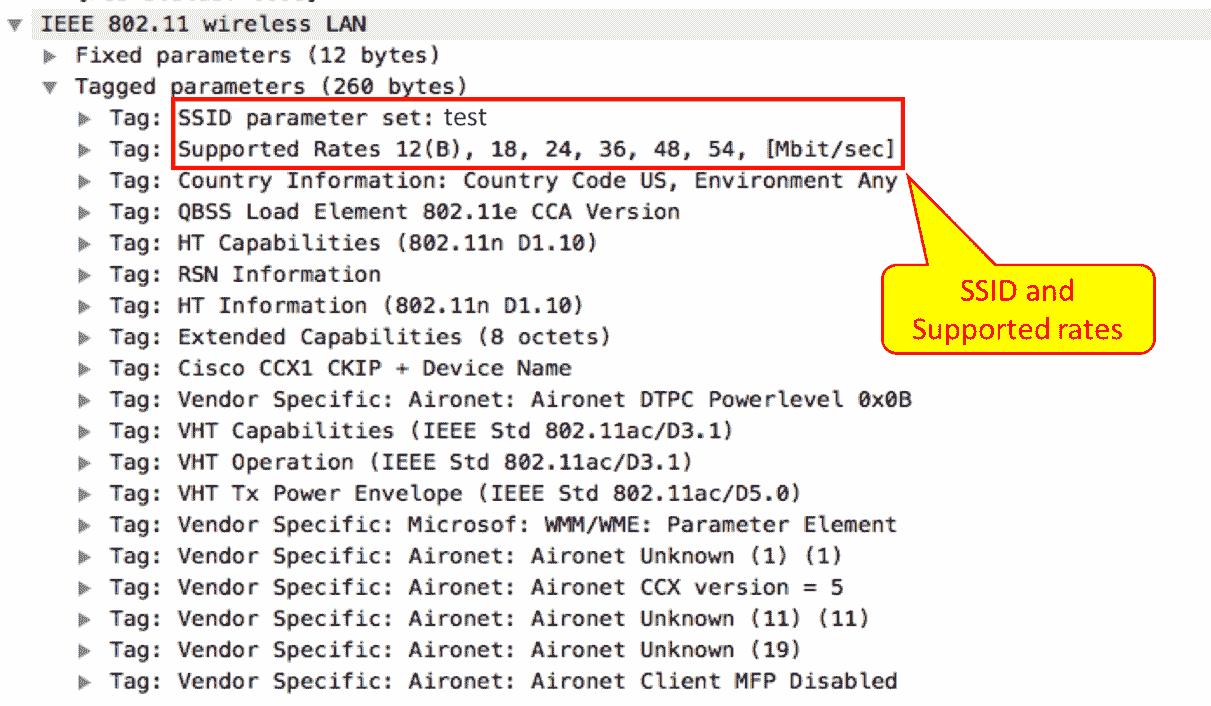 IEEE 802.11 wireless LAN
Fixed parameters (12 bytes)
Tagged parameters (260 bytes)
Tag: SSID parameter set: test
Tag: Supported Rates 12(B), 18, 24, 36, 48, 54, [Mbit/sec]
Tag: Country Information: Country Code US, Environment Any
Tag: QBSS Load Element 802.11e CCA Version
Tag: HT Capabilities (802.11n D1.10)
Tag: RSN Information
Tag: HT Information (802.11n D1.10)
SSID and
Supported rates
Tag: Extended Capabilities (8 octets)
Tag: Cisco CCX1 CKIP + Device Name
Tag: Vendor Specific: Aironet: Aironet DTPC Powerlevel 0x0B
Tag: VHT Capabilities (IEEE Std 802.11ac/D3.1)
Tag: VHT Operation (IEEE Std 802.11ac/D3.1)
Tag: VHT Tx Power Envelope (IEEE Std 802.11ac/D5.0)
Tag: Vendor Specific: Microsof: WMM/WME: Parameter Element
Tag: Vendor Specific: Aironet: Aironet Unknown (1) (1)
Tag: Vendor Specific: Aironet: Aironet CCX version = 5
Tag: Vendor Specific: Aironet: Aironet Unknown (11) (11)
Tag: Vendor Specific: Aironet: Aironet Unknown (19)
Tag: Vendor Specific: Aironet: Aironet Client MFP Disabled